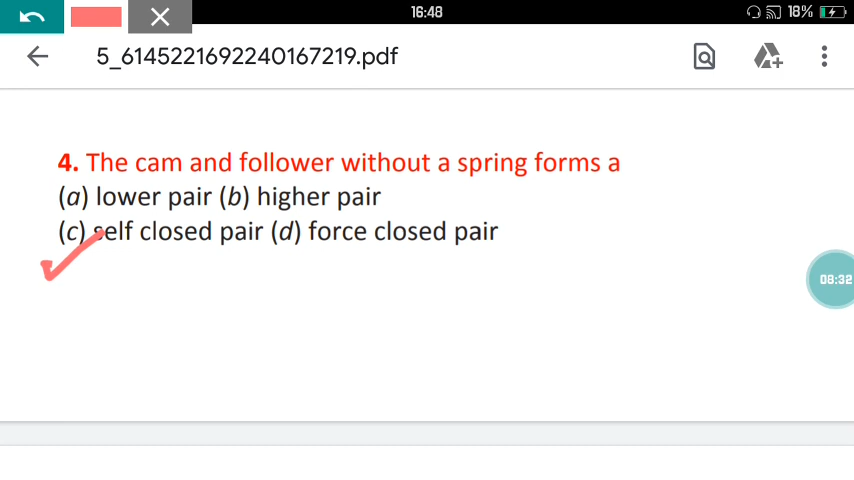 16:48
18%
5_6145221692240167219.pdf
4. The cam and follower without a spring forms a
(a) lower pair (b) higher pair
(c) self closed pair (d) force closed pair
08:32